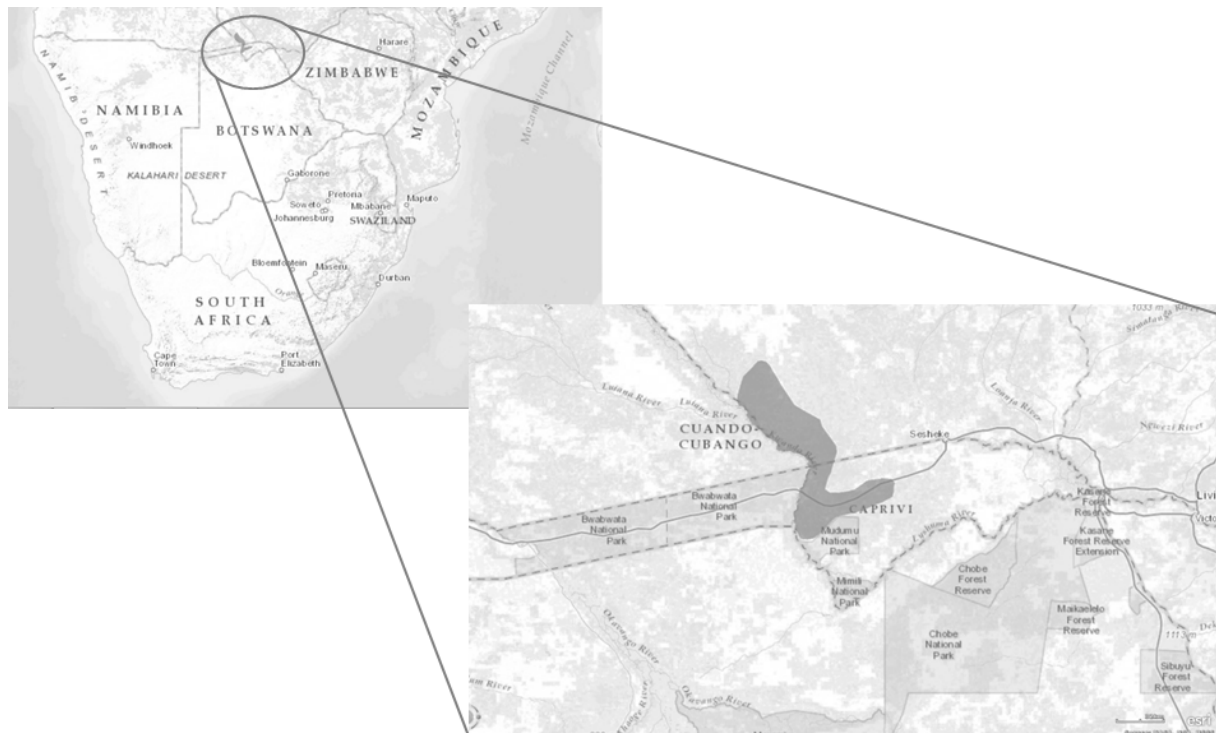 Harare
ZIMBABWE
MOZAMBIQUE
Mozambique Channel
NAMIB DESERT
NAMIBIA
BOTSWANA
Windhoek
KALAHARI DESERT
Gaborone
Pretoria
Soweto
Mbabane
Maputo
Johannesburg
SWAZILAND
Bloemfontein
Maseru
Durban
Orange
SOUTH
AFRICA
Cape
Town
Port
Elizabeth
1033 m
Luiana River
Luiana River
Loanja River
Ngwezi River
CUANDO-
CUBANGO
Sesheke
Bwabwata
National
Park
Bwabwata
National
Park
CAPRIVI
Kasane
Forest
Reserve
Mudumu
National
Park
Kasane
Forest Reserve
Extension
Chobe
Forest
Reserve
Mimili
National
Park
Maikaelelo
Forest
Reserve
Chobe
National
Park
1113 m
Sibuyu
Forest
Reserve
Okavango River
Okavango River
esri